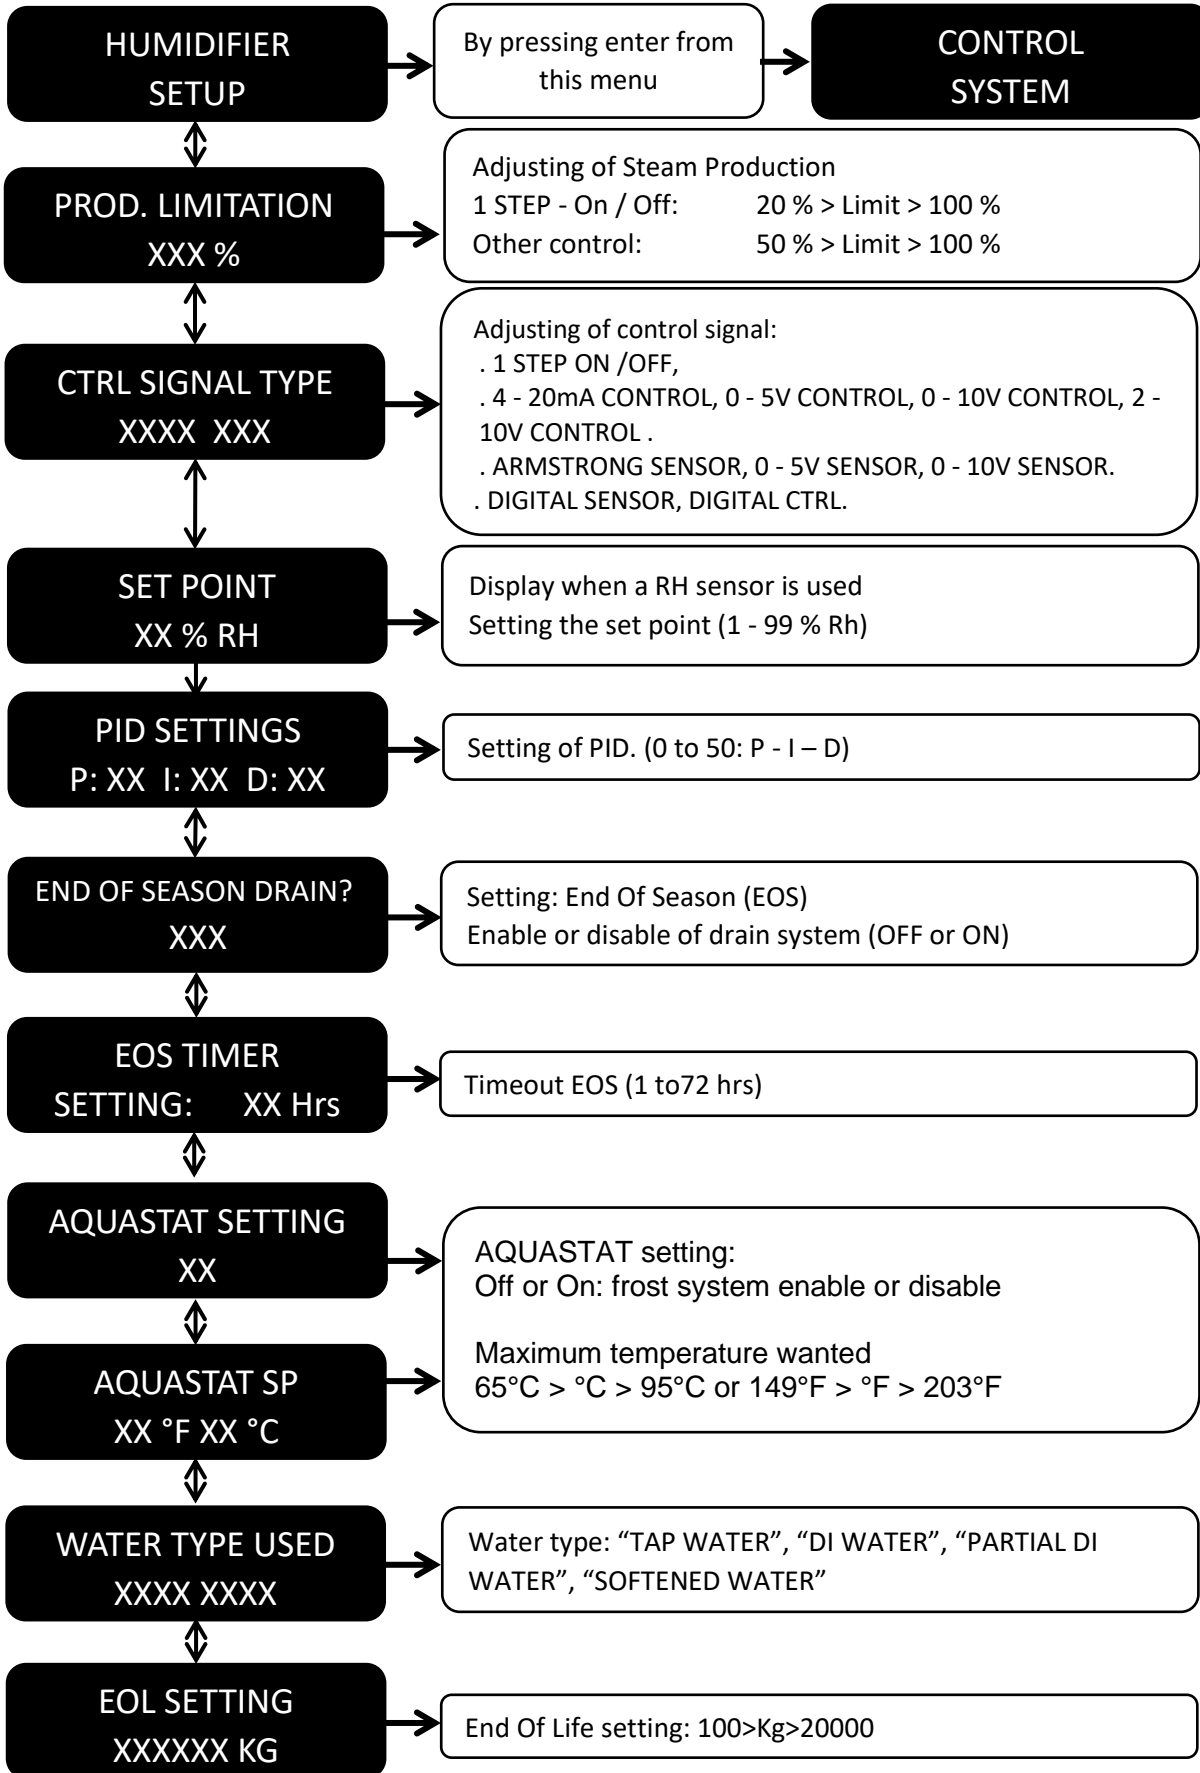 HUMIDIFIER
SETUP
By pressing enter from
this menu
CONTROL
SYSTEM
PROD. LIMITATION
XXX %
Adjusting of Steam Production
1 STEP - On / Off: 20 % > Limit > 100 %
Other control: 50 % > Limit > 100 %
CTRL SIGNAL TYPE
XXXX XXX
Adjusting of control signal:
. 1 STEP ON /OFF,
. 4 - 20mA CONTROL, 0 - 5V CONTROL, 0 - 10V CONTROL, 2 -
10V CONTROL .
. ARMSTRONG SENSOR, 0 - 5V SENSOR, 0 - 10V SENSOR.
. DIGITAL SENSOR, DIGITAL CTRL.
SET POINT
XX % RH
Display when a RH sensor is used
Setting the set point (1 - 99 % Rh)
PID SETTINGS
P: XX I: XX D: XX
Setting of PID. (0 to 50: P - I – D)
END OF SEASON DRAIN?
XXX
Setting: End Of Season (EOS)
Enable or disable of drain system (OFF or ON)
EOS TIMER
SETTING: XX Hrs
Timeout EOS (1 to72 hrs)
AQUASTAT SETTING
XX
AQUASTAT setting:
Off or On: frost system enable or disable
Maximum temperature wanted
65°C > °C > 95°C or 149°F > °F > 203°F
AQUASTAT SP
XX °F XX °C
WATER TYPE USED
XXXX XXXX
Water type: “TAP WATER”, “DI WATER”, “PARTIAL DI
WATER”, “SOFTENED WATER”
EOL SETTING
XXXXXX KG
End Of Life setting: 100>Kg>20000